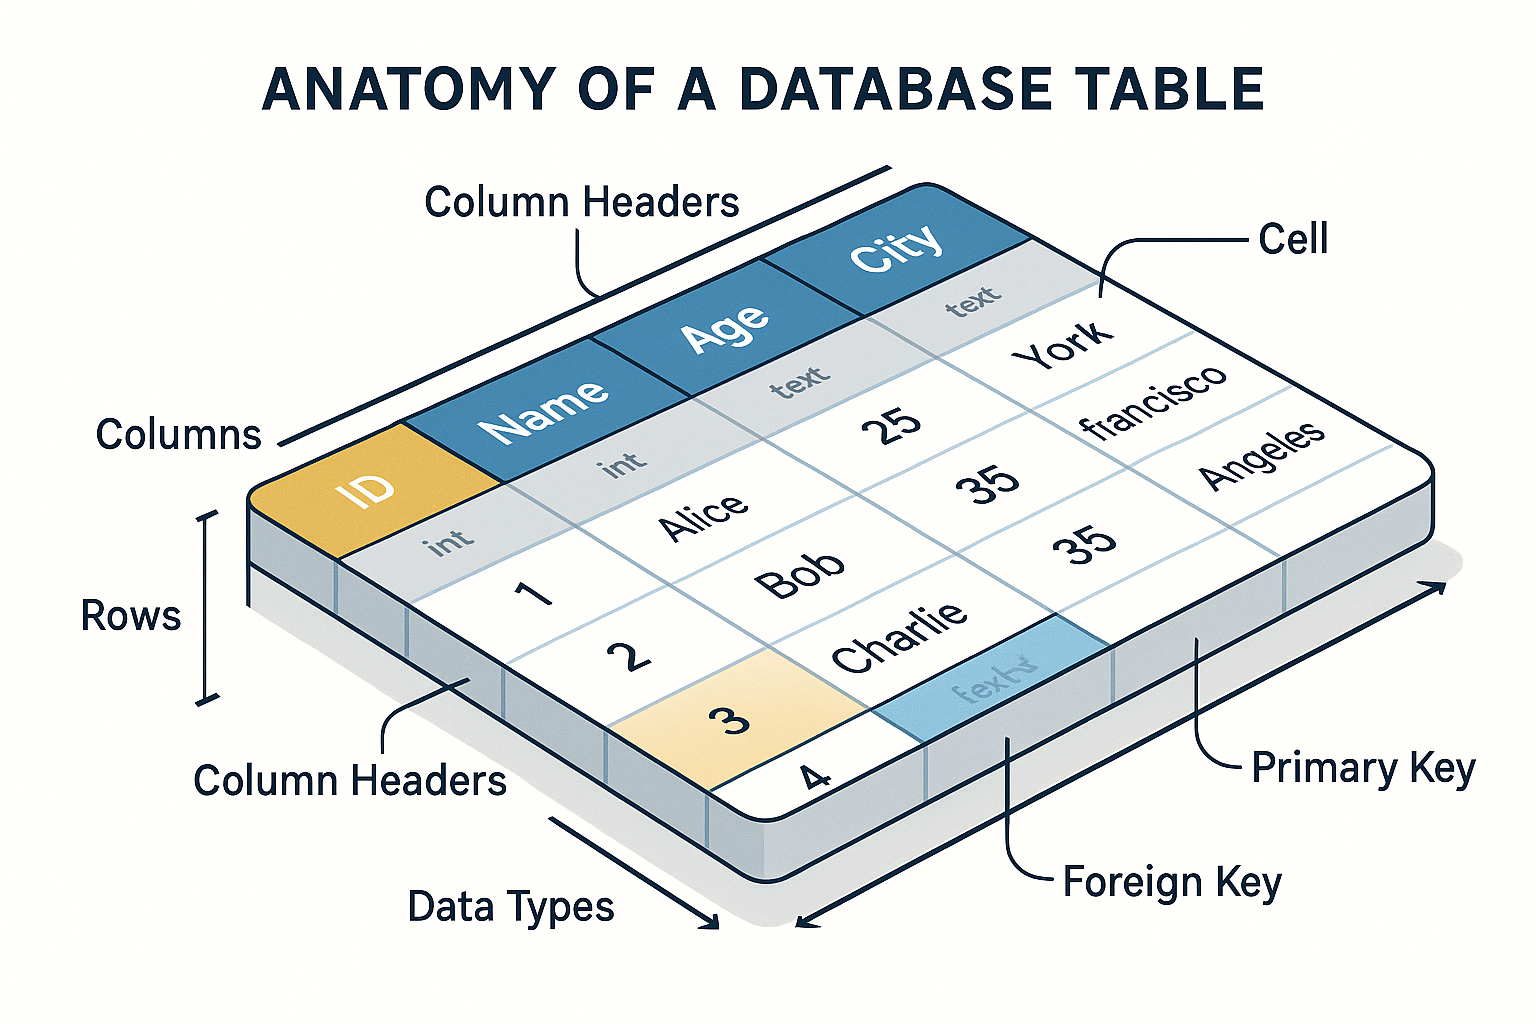 ANATOMY OF A DATABASE TABLE
Column Headers
Cell
Columns
ID
Name
Age
City
int
int
text
text
1
Alice
25
York
2
Bob
35
francisco
3
Charlie
35
Angeles
4
Rows
Column Headers
Data Types
Primary Key
Foreign Key